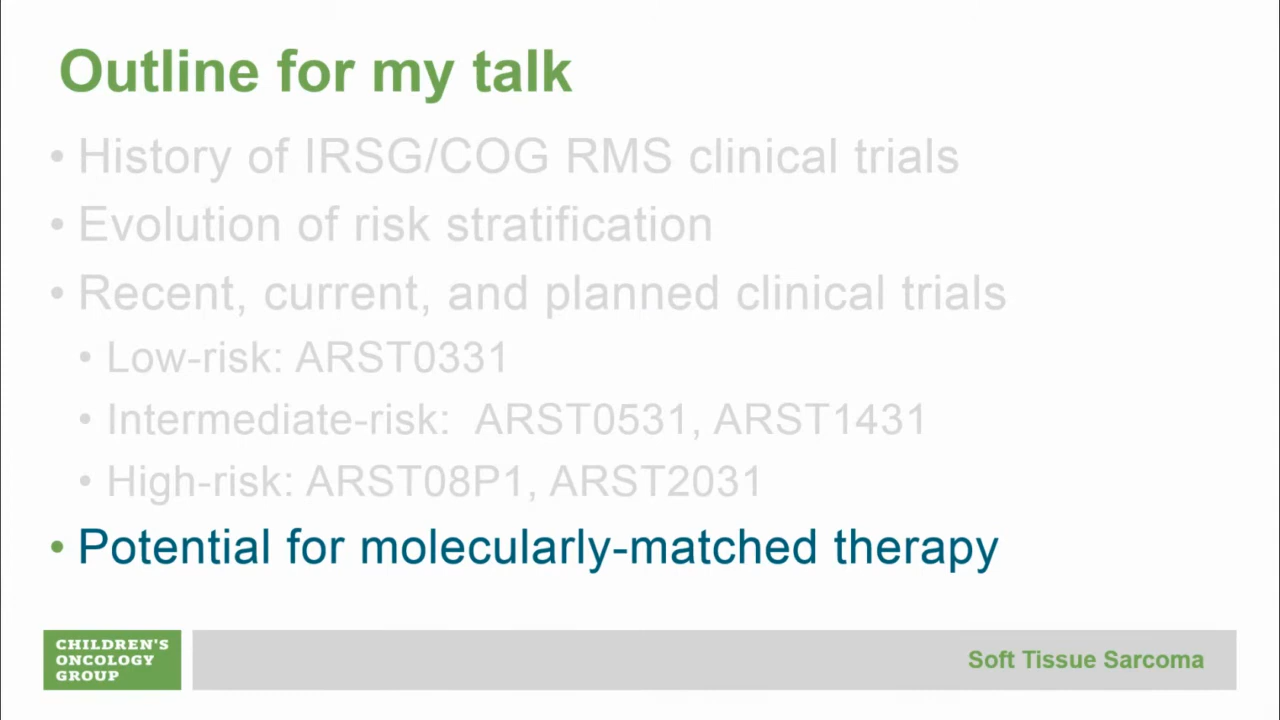 Outline for my talk
• History of IRSG/COG RMS clinical trials
• Evolution of risk stratification
• Recent, current, and planned clinical trials
• Low-risk: ARST0331
• Intermediate-risk: ARST0531, ARST1431
• High-risk: ARST08P1, ARST2031
• Potential for molecularly-matched therapy
CHILDREN'S
ONCOLOGY
GROUP
Soft Tissue Sarcoma